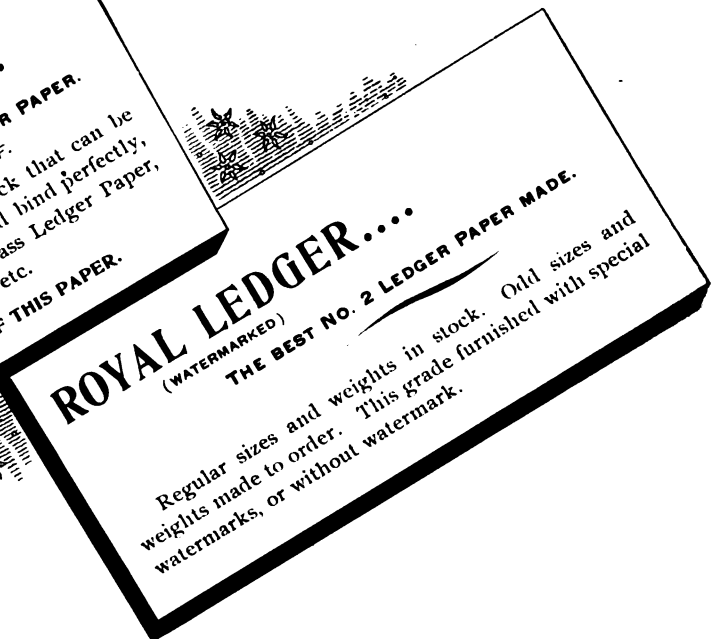 R PAPER.
F.
ck that can be
l bind perfectly,
ass Ledger Paper,
etc.
F THIS PAPER.
ROYAL LEDGER....
(WATERMARKED)
THE BEST NO. 2 LEDGER PAPER MADE.
Regular sizes and weights in stock. Odd sizes and
weights made to order. This grade furnished with special
watermarks, or without watermark.